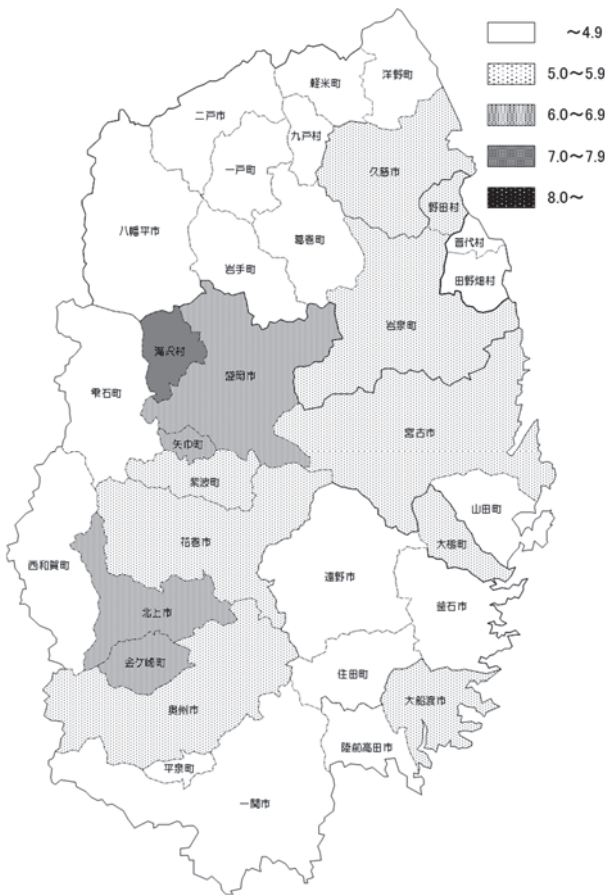 ～4.9
5.0～5.9
6.0～6.9
7.0～7.9
8.0～
軽米町
洋野町
二戸市
九戸村
一戸町
久慈市
野田村
八幡平市
葛巻町
普代村
岩手町
田野畑村
岩泉町
滝沢村
盛岡市
雫石町
宮古市
矢巾町
紫波町
山田町
大槌町
花巻市
西和賀町
遠野市
釜石市
北上市
金ケ崎町
住田町
大船渡市
奥州市
陸前高田市
平泉町
一関市